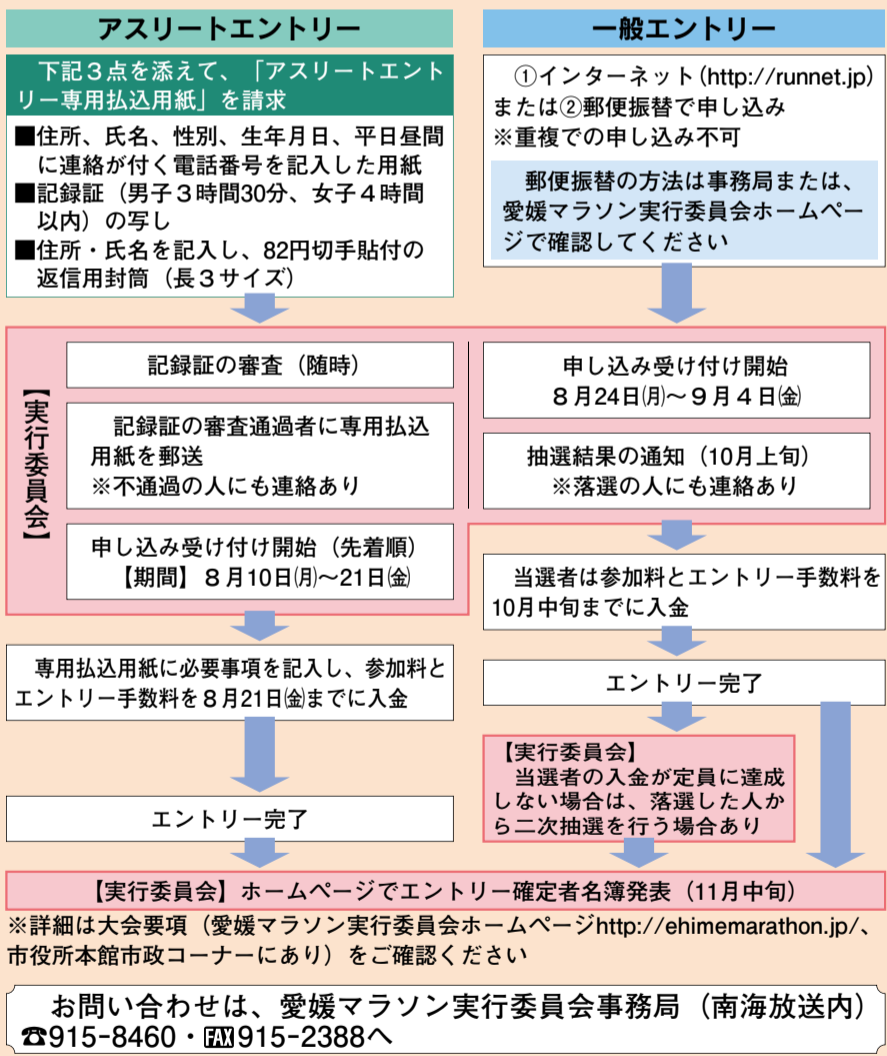 アスリートエントリー
下記３点を添えて、「アスリートエント
リー専用払込用紙」を請求
■住所、氏名、性別、生年月日、平日昼間
に連絡が付く電話番号を記入した用紙
■記録証（男子３時間30分、女子４時間
以内）の写し
■住所・氏名を記入し、82円切手貼付の
返信用封筒（長３サイズ）
一般エントリー
①インターネット（http://runnet.jp）
または②郵便振替で申し込み
※重複での申し込み不可
郵便振替の方法は事務局または、
愛媛マラソン実行委員会ホームペー
ジで確認してください
【実行委員会】
記録証の審査（随時）
記録証の審査通過者に専用払込
用紙を郵送
※不通過の人にも連絡あり
申し込み受け付け開始（先着順）
【期間】８月10日㈪〜21日㈮
専用払込用紙に必要事項を記入し、参加料と
エントリー手数料を８月21日㈮までに入金
エントリー完了
申し込み受け付け開始
８月24日㈪〜９月４日㈮
抽選結果の通知（10月上旬）
※落選の人にも連絡あり
当選者は参加料とエントリー手数料を
10月中旬までに入金
エントリー完了
【実行委員会】
当選者の入金が定員に達成
しない場合は、落選した人か
ら二次抽選を行う場合あり
【実行委員会】ホームページでエントリー確定者名簿発表（11月中旬）
※詳細は大会要項（愛媛マラソン実行委員会ホームページhttp://ehimemarathon.jp/、
市役所本館市政コーナーにあり）をご確認ください
お問い合わせは、愛媛マラソン実行委員会事務局（南海放送内）
☎915-8460・FAX915-2388へ